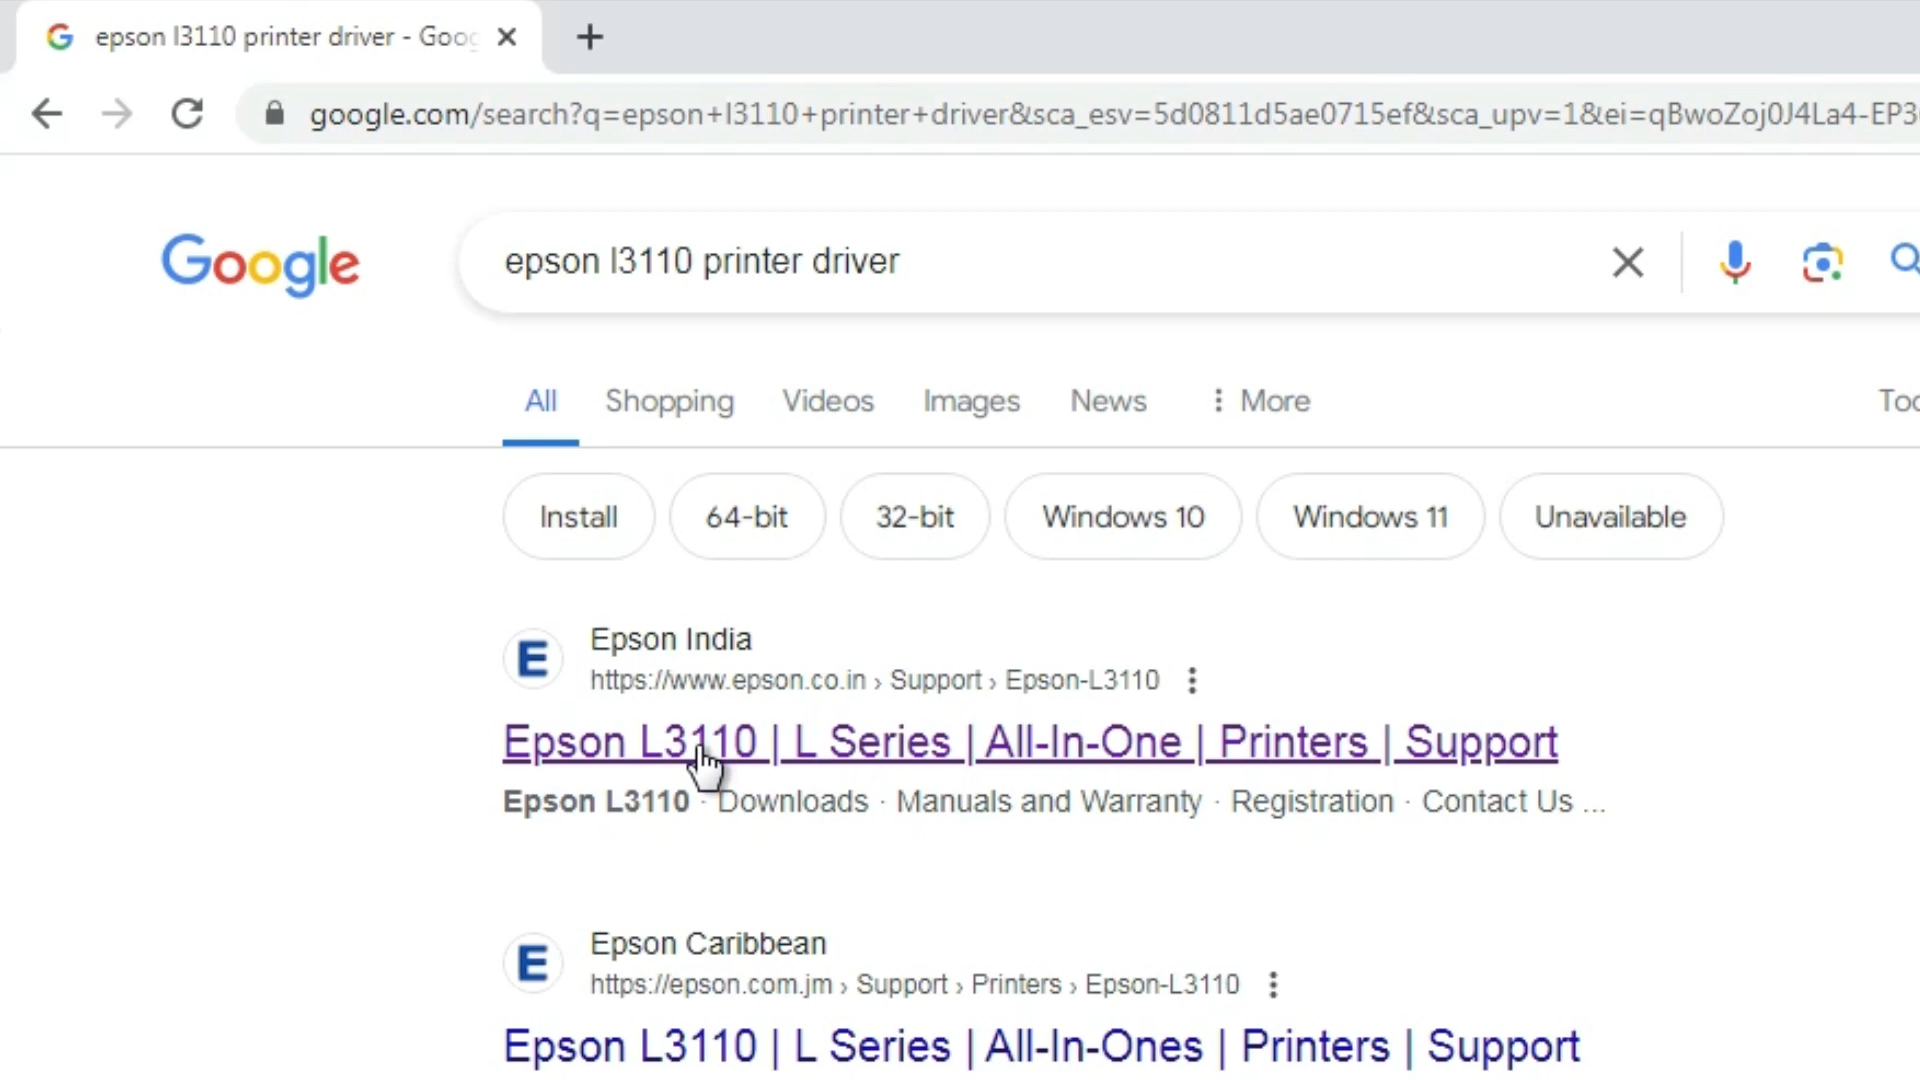 epson l3110 printer driver - Goog
google.com/search?q=epson+l3110+printer+driver&sca_esv=5d0811d5ae0715ef&sca_upv=1&ei=qBwoZoj0J4La4-EP3
Google
epson l3110 printer driver
All Shopping Videos Images News More
Install 64-bit 32-bit Windows 10 Windows 11 Unavailable
Epson India
https://www.epson.co.in › Support › Epson-L3110
Epson L3110 | L Series | All-In-One | Printers | Support
Epson L3110 · Downloads · Manuals and Warranty · Registration · Contact Us ...
Epson Caribbean
https://epson.com.jm › Support › Printers › Epson-L3110
Epson L3110 | L Series | All-In-Ones | Printers | Support